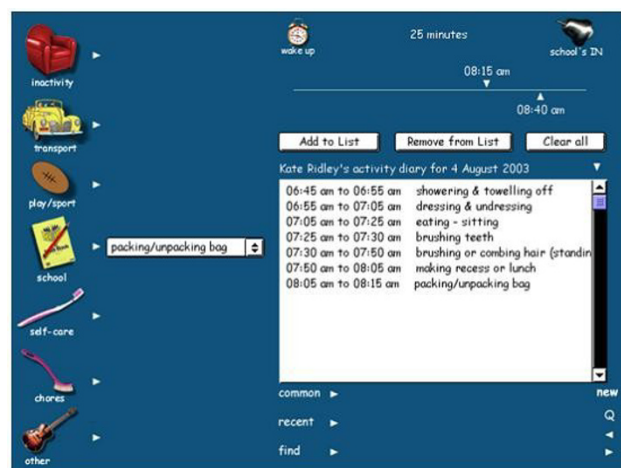 inactivity
transport
play/sport
school
packing/unpacking bag
self-care
chores
other
wake up
25 minutes
school's IN
08:15 am
08:40 am
Add to List
Remove from List
Clear all
Kate Ridley's activity diary for 4 August 2003
06:45 am to 06:55 am showering & towelling off
06:55 am to 07:05 am dressing & undressing
07:05 am to 07:25 am eating - sitting
07:25 am to 07:30 am brushing teeth
07:30 am to 07:50 am brushing or combing hair (standin
07:50 am to 08:05 am making recess or lunch
08:05 am to 08:15 am packing/unpacking bag
common
new
recent
Q
find